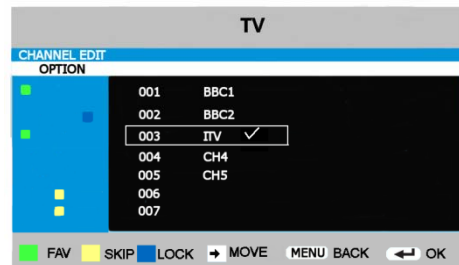 TV
CHANNEL EDIT
OPTION
001 BBC1
002 BBC2
003 ITV
004 CH4
005 CH5
006
007
FAV SKIP LOCK MOVE MENU BACK OK